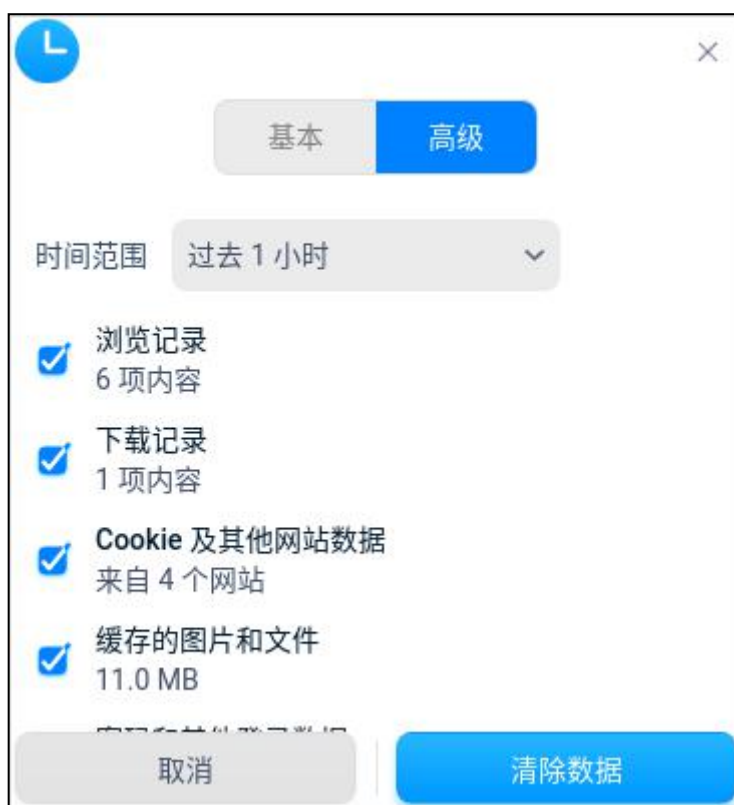 基本
高级
时间范围
过去 1 小时
浏览记录
6 项内容
下载记录
1 项内容
Cookie 及其他网站数据
来自 4 个网站
缓存的图片和文件
11.0 MB
取消
清除数据